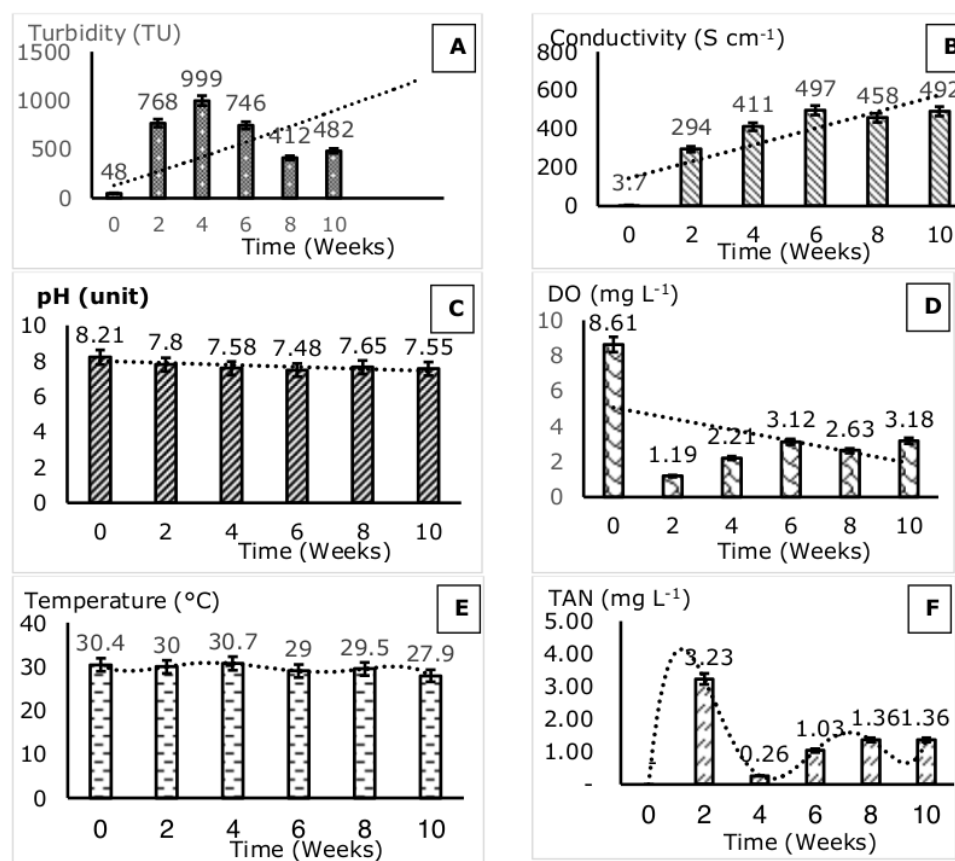 Turbidity (TU)
A
1500
1000
500
0
48
768
999
746
412
482
0 2 4 6 8 10
Time (Weeks)
Conductivity (S cm⁻¹)
B
800
600
400
200
0
3.7
294
411
497
458
492
0 2 4 6 8 10
Time (Weeks)
pH (unit)
C
10
8
6
4
2
0
8.21
7.8
7.58
7.48
7.65
7.55
0 2 4 6 8 10
Time (Weeks)
DO (mg L⁻¹)
D
10
8
6
4
2
0
8.61
1.19
2.21
3.12
2.63
3.18
0 2 4 6 8 10
Time (Weeks)
Temperature (°C)
E
40
30
20
10
0
30.4
30
30.7
29
29.5
27.9
0 2 4 6 8 10
Time (Weeks)
TAN (mg L⁻¹)
F
5.00
4.00
3.00
2.00
1.00
-
3.23
0.26
1.03
1.36
1.36
0 2 4 6 8 10
Time (Weeks)